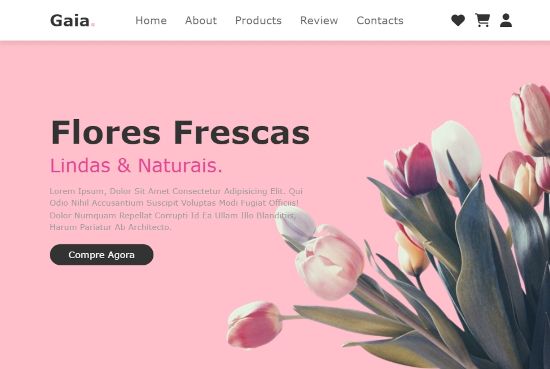 Gaia.
Home About Products Review Contacts
Flores Frescas
Lindas & Naturais.
Lorem Ipsum, Dolor Sit Amet Consectetur Adipisicing Elit. Qui
Odio Nihil Accusantium Suscipit Voluptas Modi Fugiat Officiis!
Dolor Numquam Repellat Corrupti Id Ea Ullam Illo Blanditiis,
Harum Pariatur Ab Architecto.
Compre Agora